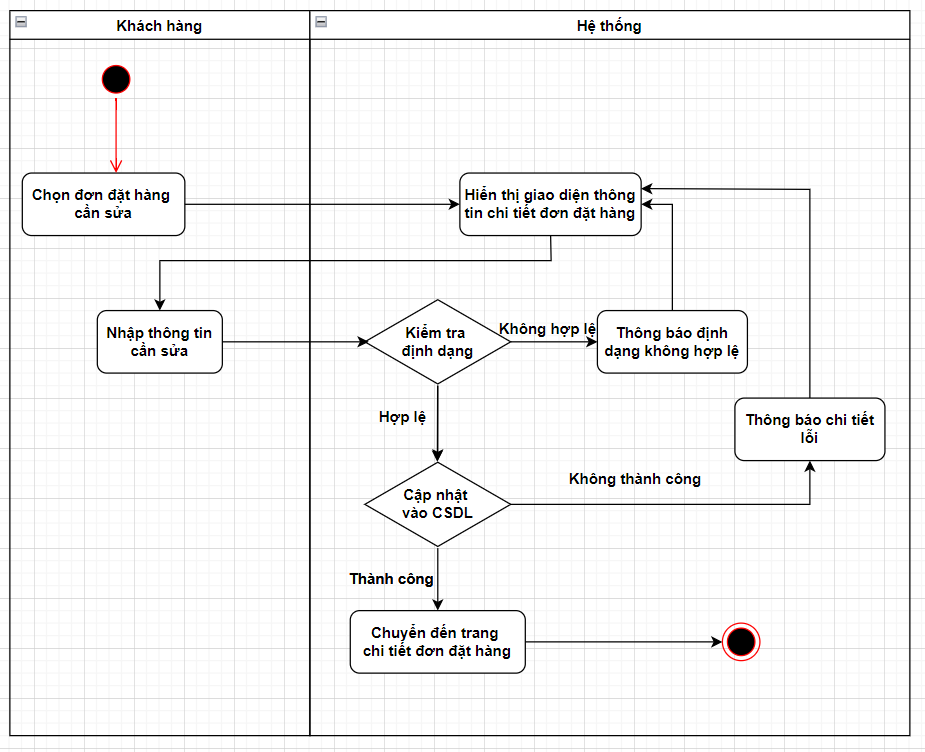 Khách hàng
Hệ thống
Chọn đơn đặt hàng
cần sửa
Hiển thị giao diện thông
tin chi tiết đơn đặt hàng
Nhập thông tin
cần sửa
Kiểm tra
định dạng
Không hợp lệ
Thông báo định
dạng không hợp lệ
Hợp lệ
Thông báo chi tiết
lỗi
Cập nhật
vào CSDL
Không thành công
Thành công
Chuyển đến trang
chi tiết đơn đặt hàng